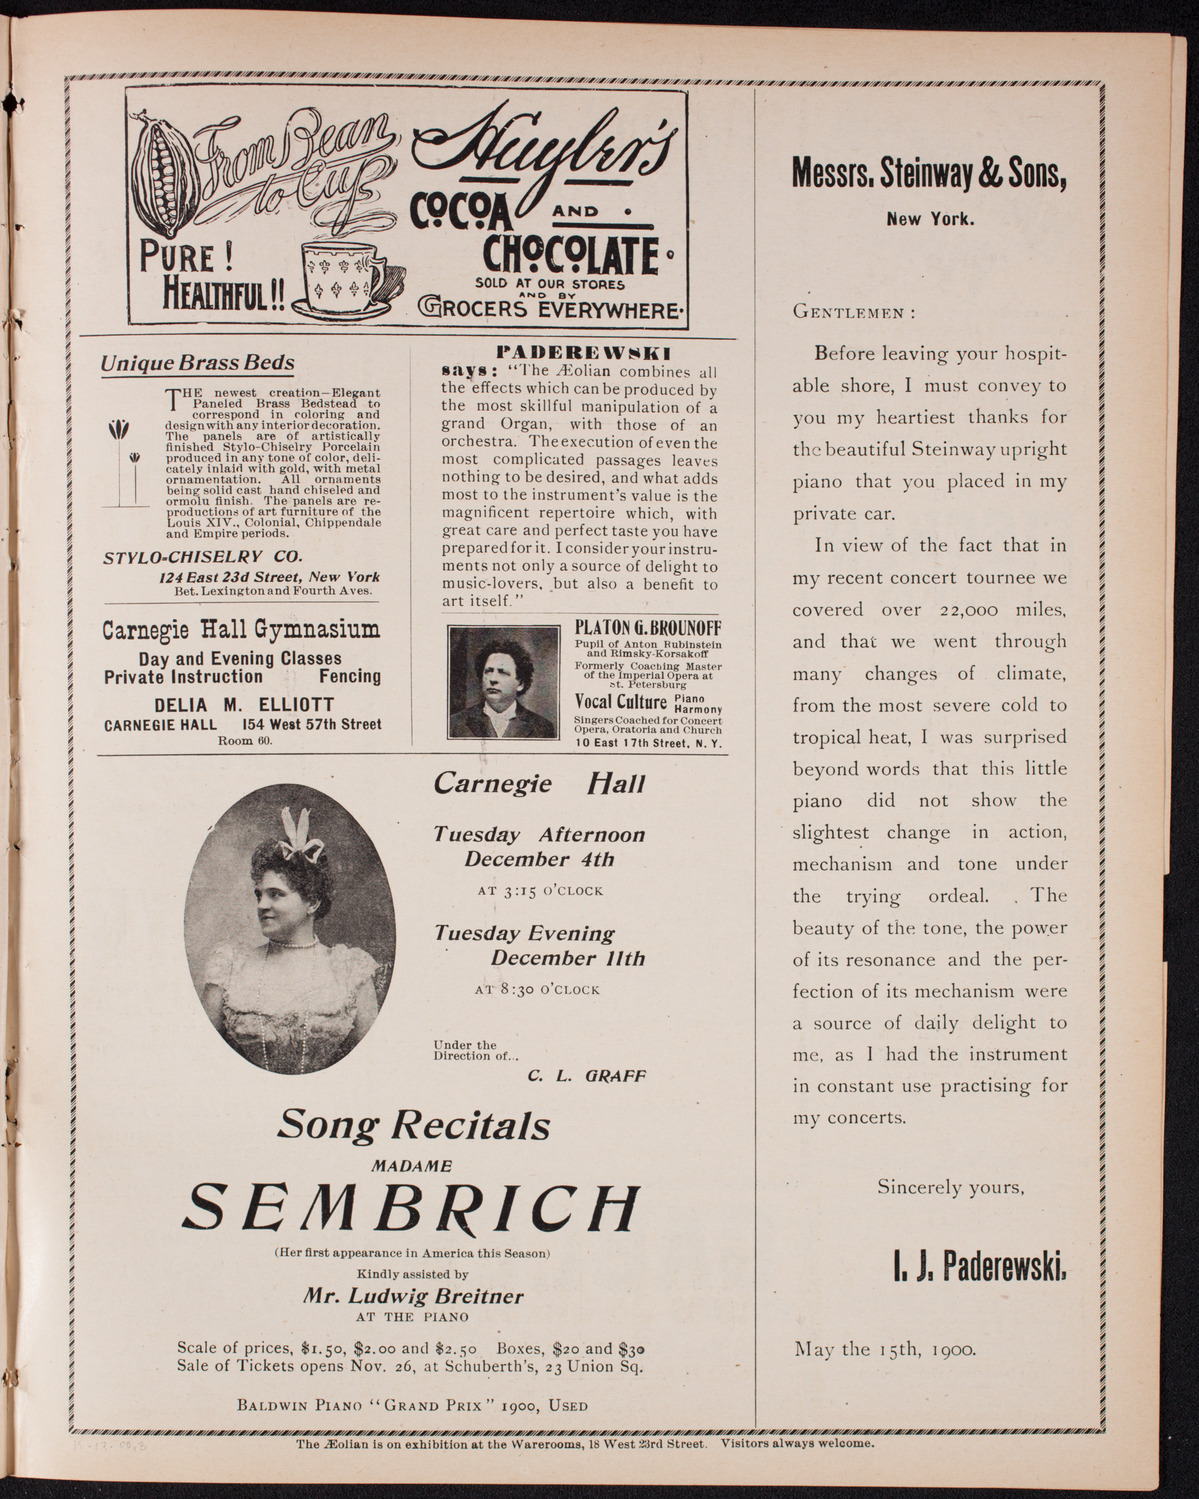 From Bean
to Cup
Huyler's
COCOA AND
CHOCOLATE
PURE!
HEALTHFUL!!
SOLD AT OUR STORES
AND BY
GROCERS EVERYWHERE
Unique Brass Beds
THE newest creation—Elegant
Paneled Brass Bedstead to
correspond in coloring and
design with any interior decoration.
The panels are of artistically
finished Stylo-Chiselry Porcelain
produced in any tone of color, deli-
cately inlaid with gold, with metal
ornamentation. All ornaments
being solid cast hand chiseled and
ormolu finish. The panels are re-
productions of art furniture of the
Louis XIV., Colonial, Chippendale
and Empire periods.
STYLO-CHISELRY CO.
124 East 23d Street, New York
Bet. Lexington and Fourth Aves.
Carnegie Hall Gymnasium
Day and Evening Classes
Private Instruction Fencing
DELIA M. ELLIOTT
CARNEGIE HALL 154 West 57th Street
Room 60.
PADEREWSKI
says: "The Æolian combines all
the effects which can be produced by
the most skillful manipulation of a
grand Organ, with those of an
orchestra. The execution of even the
most complicated passages leaves
nothing to be desired, and what adds
most to the instrument's value is the
magnificent repertoire which, with
great care and perfect taste you have
prepared for it. I consider your instru-
ments not only a source of delight to
music-lovers, but also a benefit to
art itself."
PLATON G. BROUNOFF
Pupil of Anton Rubinstein
and Rimsky-Korsakoff
Formerly Coaching Master
of the Imperial Opera at
St. Petersburg
Vocal Culture Piano
Harmony
Singers Coached for Concert
Opera, Oratoria and Church
10 East 17th Street, N. Y.
Carnegie Hall
Tuesday Afternoon
December 4th
AT 3:15 O'CLOCK
Tuesday Evening
December 11th
AT 8:30 O'CLOCK
Under the
Direction of...
C. L. GRAFF
Song Recitals
MADAME
SEMBRICH
(Her first appearance in America this Season)
Kindly assisted by
Mr. Ludwig Breitner
AT THE PIANO
Scale of prices, $1.50, $2.00 and $2.50 Boxes, $20 and $30
Sale of Tickets opens Nov. 26, at Schuberth's, 23 Union Sq.
BALDWIN PIANO "GRAND PRIX" 1900, USED
Messrs. Steinway & Sons,
New York.
GENTLEMEN:
Before leaving your hospit-
able shore, I must convey to
you my heartiest thanks for
the beautiful Steinway upright
piano that you placed in my
private car.
In view of the fact that in
my recent concert tournee we
covered over 22,000 miles,
and that we went through
many changes of climate,
from the most severe cold to
tropical heat, I was surprised
beyond words that this little
piano did not show the
slightest change in action,
mechanism and tone under
the trying ordeal. The
beauty of the tone, the power
of its resonance and the per-
fection of its mechanism were
a source of daily delight to
me, as I had the instrument
in constant use practising for
my concerts.
Sincerely yours,
I. J. Paderewski.
May the 15th, 1900.
The Æolian is on exhibition at the Warerooms, 18 West 23rd Street. Visitors always welcome.